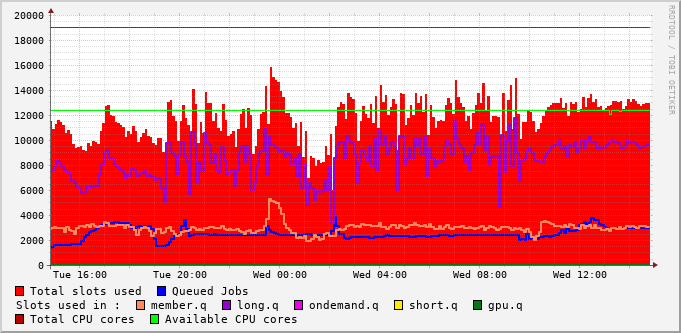 RRDTOOL / TOBI OETIKER
20000
18000
16000
14000
12000
10000
8000
6000
4000
2000
0
Tue 16:00 Tue 20:00 Wed 00:00 Wed 04:00 Wed 08:00 Wed 12:00
Total slots used Queued Jobs
Slots used in : member.q long.q ondemand.q short.q gpu.q
Total CPU cores Available CPU cores